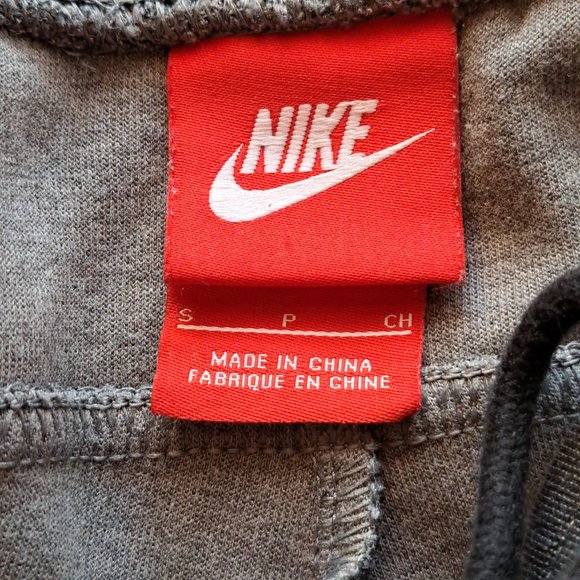 NIKE
S P CH
MADE IN CHINA
FABRIQUE EN CHINE